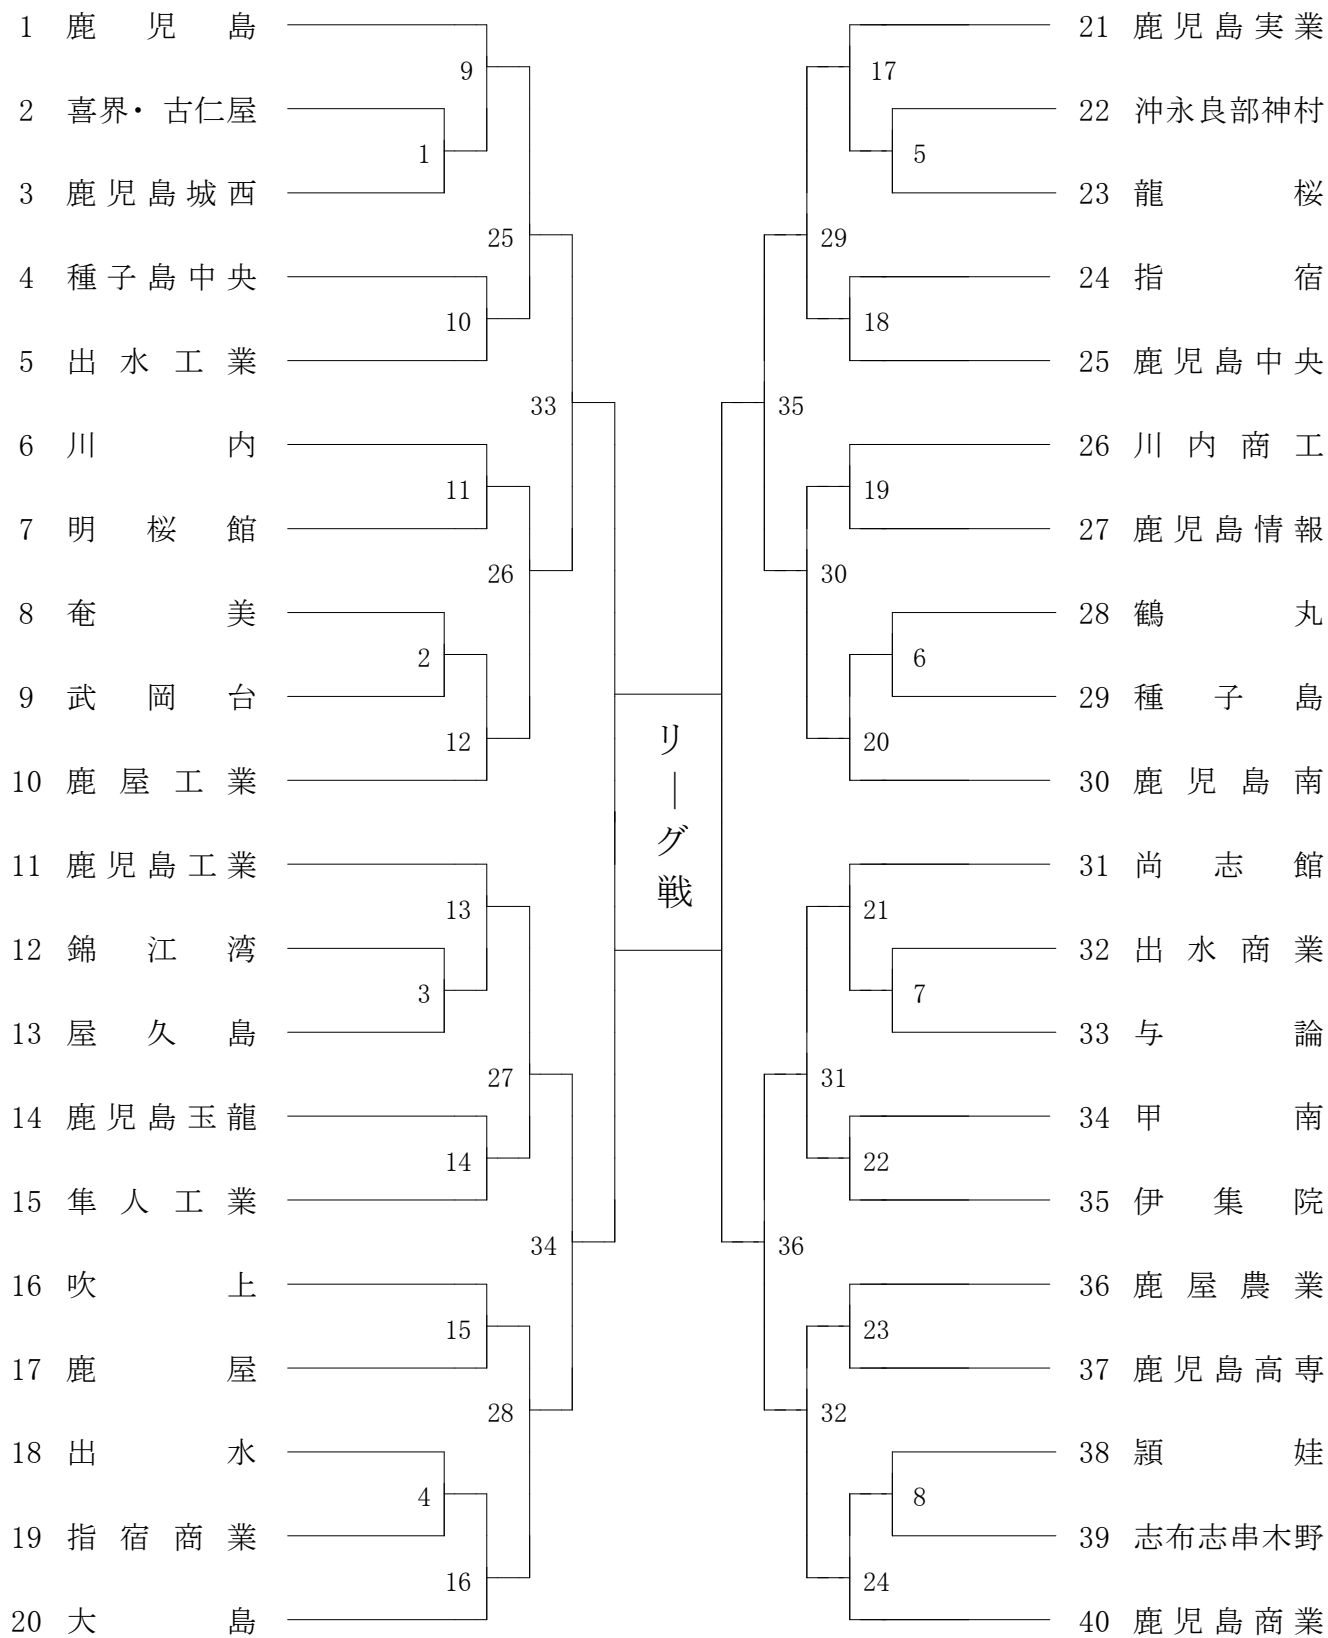 1 鹿児島
9
2 喜界・古仁屋
1
3 鹿児島城西
25
4 種子島中央
10
5 出水工業
33
6 川内
11
7 明桜館
26
8 奄美
2
9 武岡台
12
10 鹿屋工業
11 鹿児島工業
13
12 錦江湾
3
13 屋久島
27
14 鹿児島玉龍
14
15 隼人工業
34
16 吹上
15
17 鹿屋
28
18 出水
4
19 指宿商業
16
20 大島
リーグ戦
21 鹿児島実業
17
22 沖永良部神村
5
23 龍桜
29
24 指宿
18
25 鹿児島中央
35
26 川内商工
19
27 鹿児島情報
30
28 鶴丸
6
29 種子島
20
30 鹿児島南
31 尚志館
21
32 出水商業
7
33 与論
31
34 甲南
22
35 伊集院
36
36 鹿屋農業
23
37 鹿児島高専
32
38 頴娃
8
39 志布志串木野
24
40 鹿児島商業